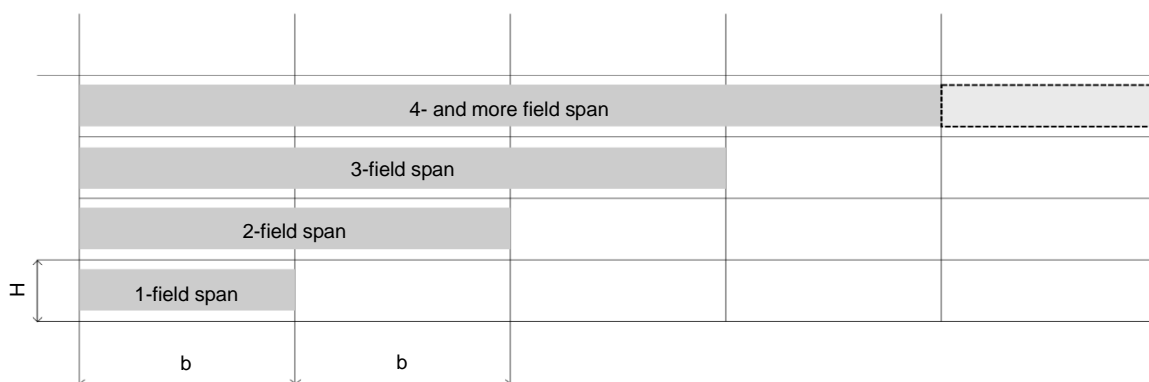 4- and more field span
3-field span
2-field span
1-field span
H
b
b